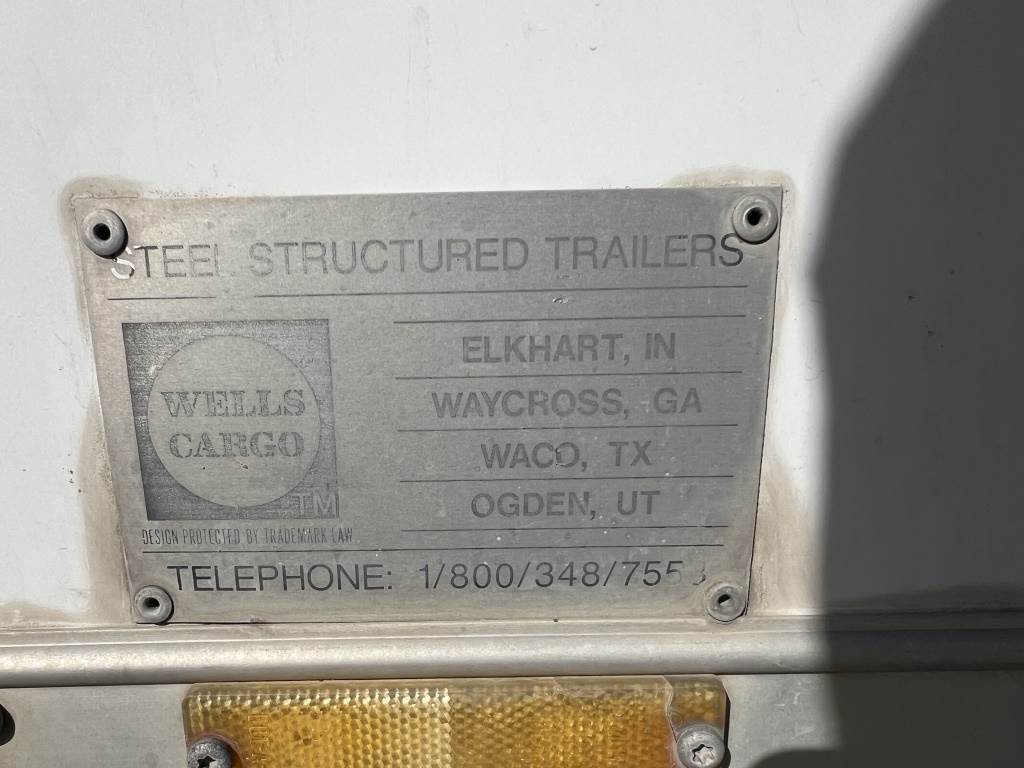 STEEL STRUCTURED TRAILERS
WELLS
CARGO
TM
DESIGN PROTECTED BY TRADEMARK LAW
ELKHART, IN
WAYCROSS, GA
WACO, TX
OGDEN, UT
TELEPHONE: 1/800/348/7553